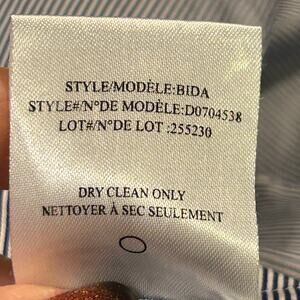 STYLE/MODÈLE:BIDA
STYLE#/N°DE MODÈLE:D0704538
LOT#/N°DE LOT :255230
DRY CLEAN ONLY
NETTOYER À SEC SEULEMENT